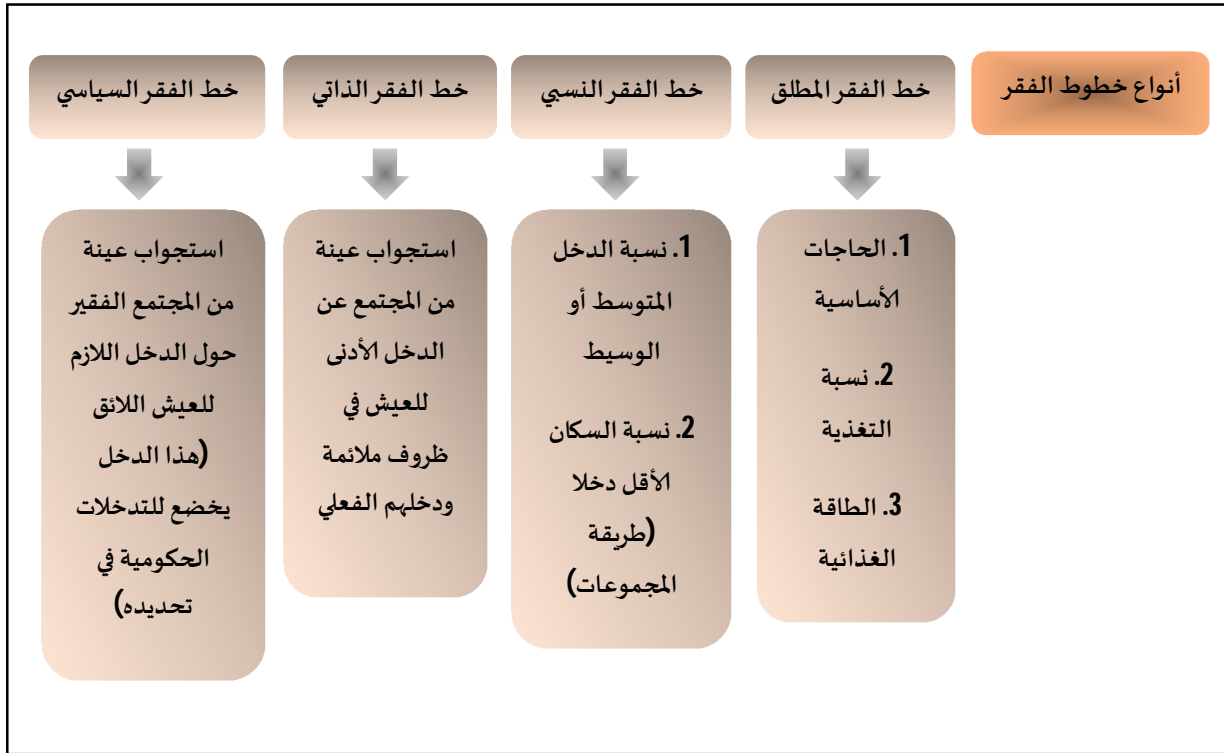 أنواع خطوط الفقر
خط الفقر المطلق
خط الفقر النسبي
خط الفقر الذاتي
خط الفقر السياسي
1. الحاجات
الأساسية
2. نسبة
التغذية
3. الطاقة
الغذائية
1. نسبة الدخل
المتوسط أو
الوسيط
2. نسبة السكان
الأقل دخلا
(طريقة
المجموعات)
استجواب عينة
من المجتمع عن
الدخل الأدنى
للعيش في
ظروف ملائمة
ودخلهم الفعلي
استجواب عينة
من المجتمع الفقير
حول الدخل اللازم
للعيش اللائق
(هذا الدخل
يخضع للتدخلات
الحكومية في
تحديده)